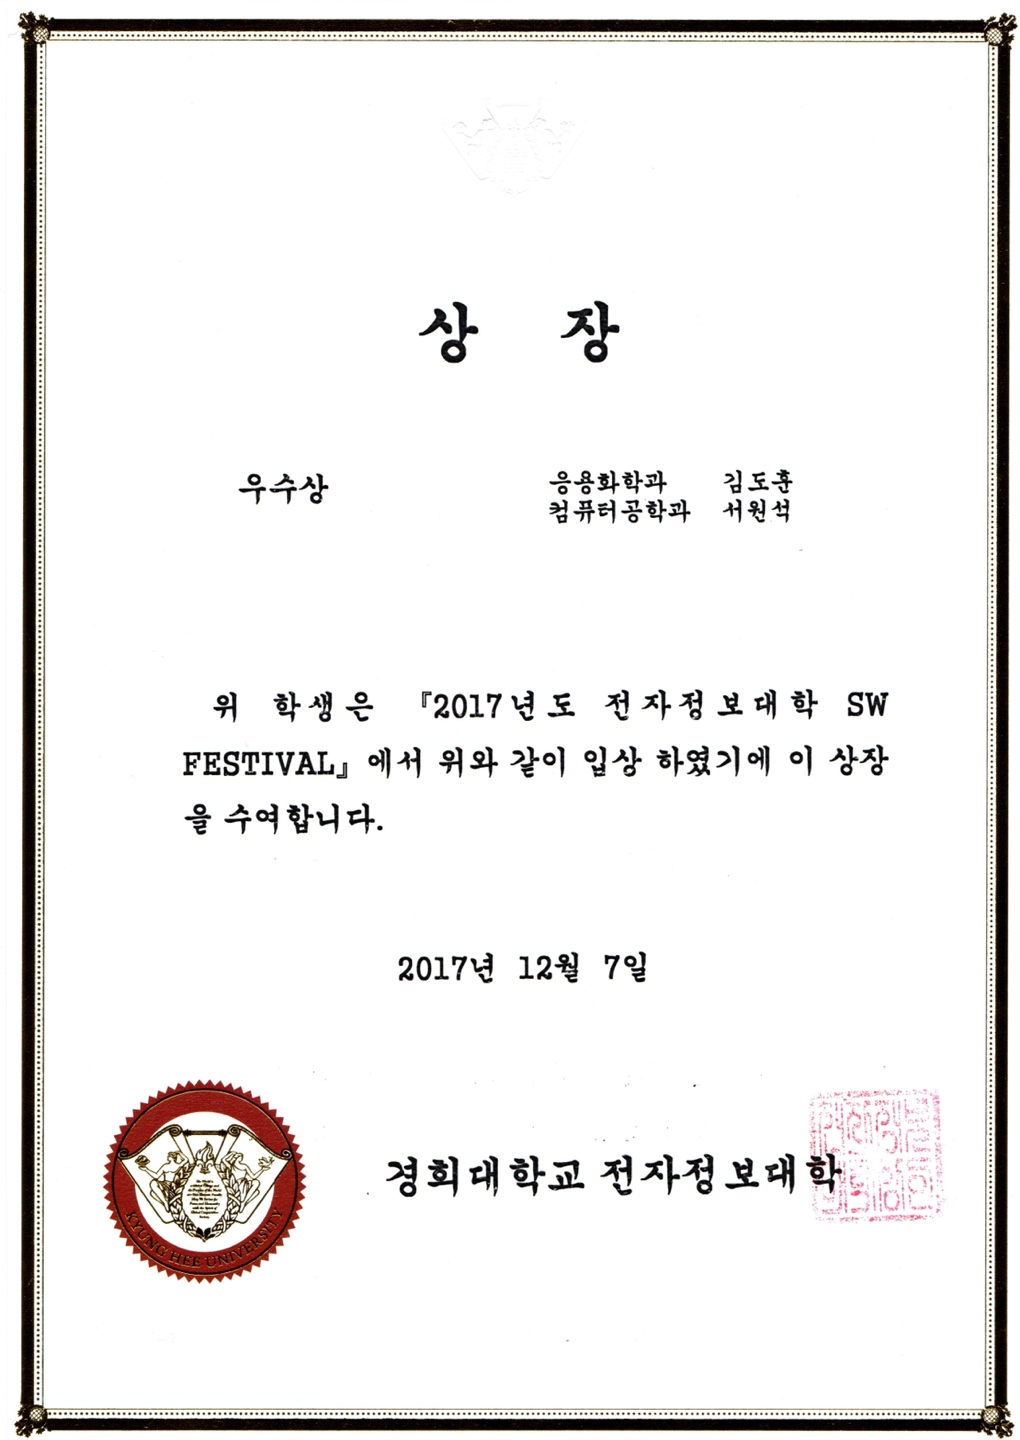 상 장
우수상 응용화학과 김도훈
컴퓨터공학과 서원석
위 학생은 『2017년도 전자정보대학 SW
FESTIVAL』에서 위와 같이 입상 하였기에 이 상장
을 수여합니다.
2017년 12월 7일
경희대학교 전자정보대학
KYUNG HEE UNIVERSITY